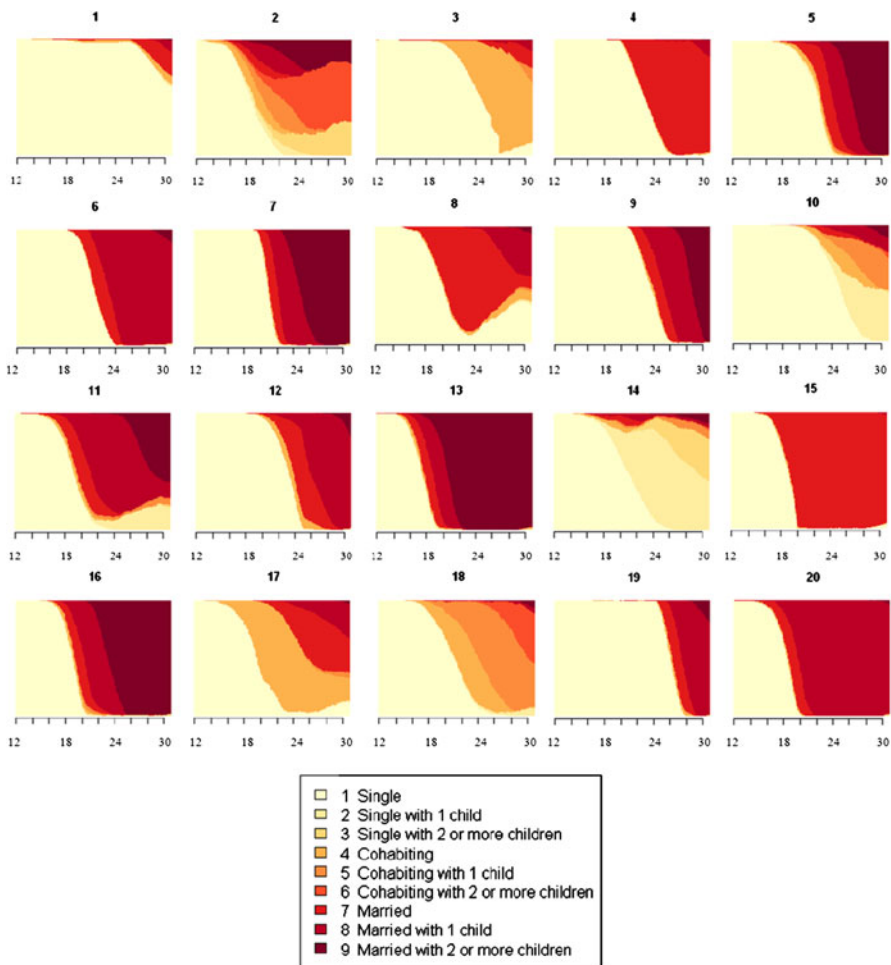 1 2 3 4 5
12 18 24 30 12 18 24 30 12 18 24 30 12 18 24 30 12 18 24 30
6 7 8 9 10
12 18 24 30 12 18 24 30 12 18 24 30 12 18 24 30 12 18 24 30
11 12 13 14 15
12 18 24 30 12 18 24 30 12 18 24 30 12 18 24 30 12 18 24 30
16 17 18 19 20
12 18 24 30 12 18 24 30 12 18 24 30 12 18 24 30 12 18 24 30
1 Single
2 Single with 1 child
3 Single with 2 or more children
4 Cohabiting
5 Cohabiting with 1 child
6 Cohabiting with 2 or more children
7 Married
8 Married with 1 child
9 Married with 2 or more children